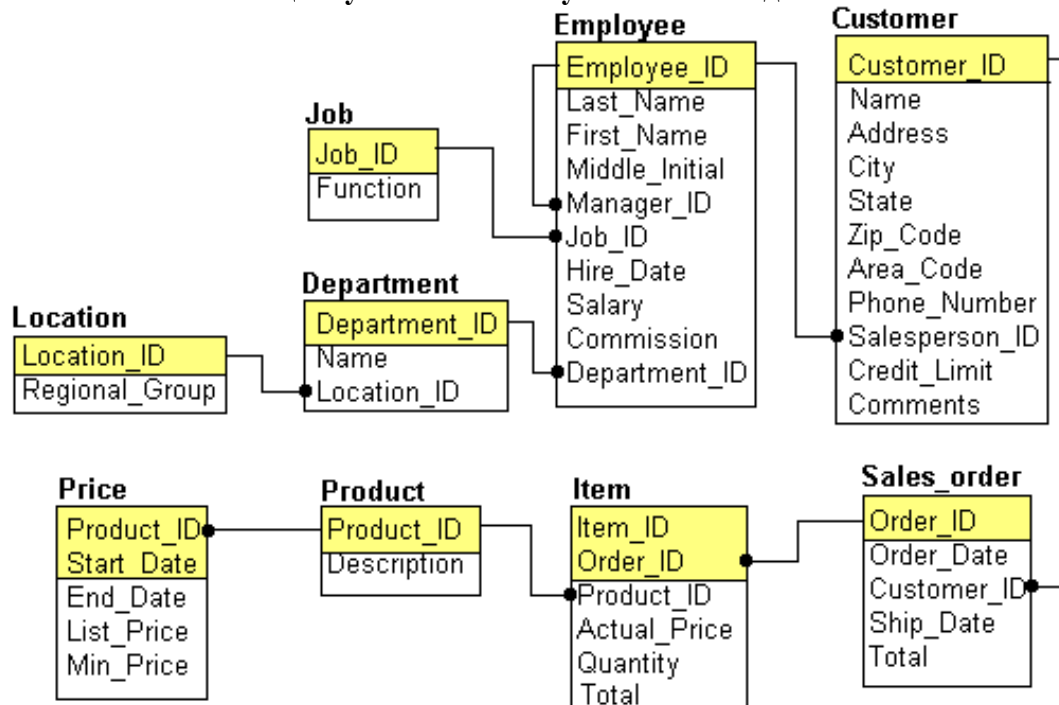 Employee
Employee_ID
Last_Name
First_Name
Middle_Initial
Manager_ID
Job_ID
Hire_Date
Salary
Commission
Department_ID
Customer
Customer_ID
Name
Address
City
State
Zip_Code
Area_Code
Phone_Number
Salesperson_ID
Credit_Limit
Comments
Job
Job_ID
Function
Department
Department_ID
Name
Location_ID
Location
Location_ID
Regional_Group
Price
Product_ID
Start_Date
End_Date
List_Price
Min_Price
Product
Product_ID
Description
Item
Item_ID
Order_ID
Product_ID
Actual_Price
Quantity
Total
Sales_order
Order_ID
Order_Date
Customer_ID
Ship_Date
Total